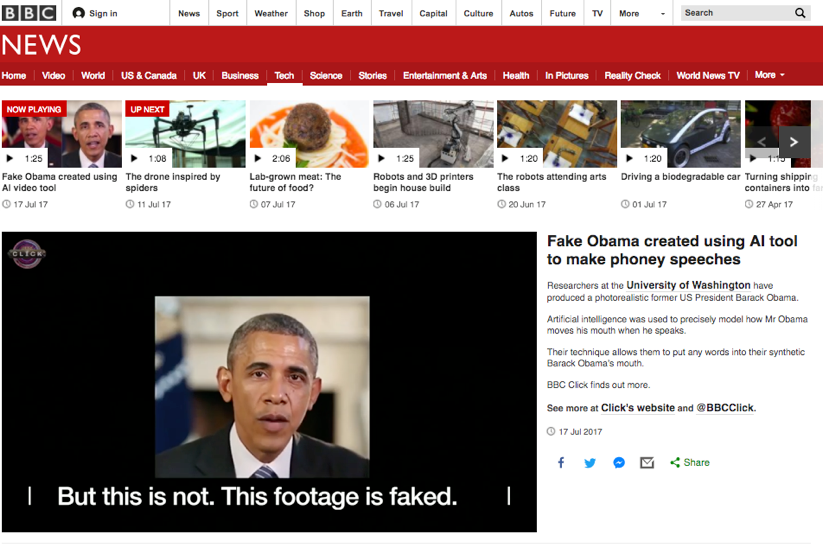 BBC Sign in News Sport Weather Shop Earth Travel Capital Culture Autos Future TV More Search
NEWS
Home Video World US & Canada UK Business Tech Science Stories Entertainment & Arts Health In Pictures Reality Check World News TV More
NOW PLAYING
1:25
Fake Obama created using
AI video tool
17 Jul 17
UP NEXT
1:08
The drone inspired by
spiders
11 Jul 17
2:06
Lab-grown meat: The
future of food?
07 Jul 17
1:25
Robots and 3D printers
begin house build
06 Jul 17
1:20
The robots attending arts
class
20 Jun 17
1:20
Driving a biodegradable car
01 Jul 17
1:15
Turning shipping
containers into
27 Apr 17
CLICK
But this is not. This footage is faked.
Fake Obama created using AI tool
to make phoney speeches
Researchers at the University of Washington have
produced a photorealistic former US President Barack Obama.
Artificial intelligence was used to precisely model how Mr Obama
moves his mouth when he speaks.
Their technique allows them to put any words into their synthetic
Barack Obama's mouth.
BBC Click finds out more.
See more at Click's website and @BBCClick.
17 Jul 2017
Share